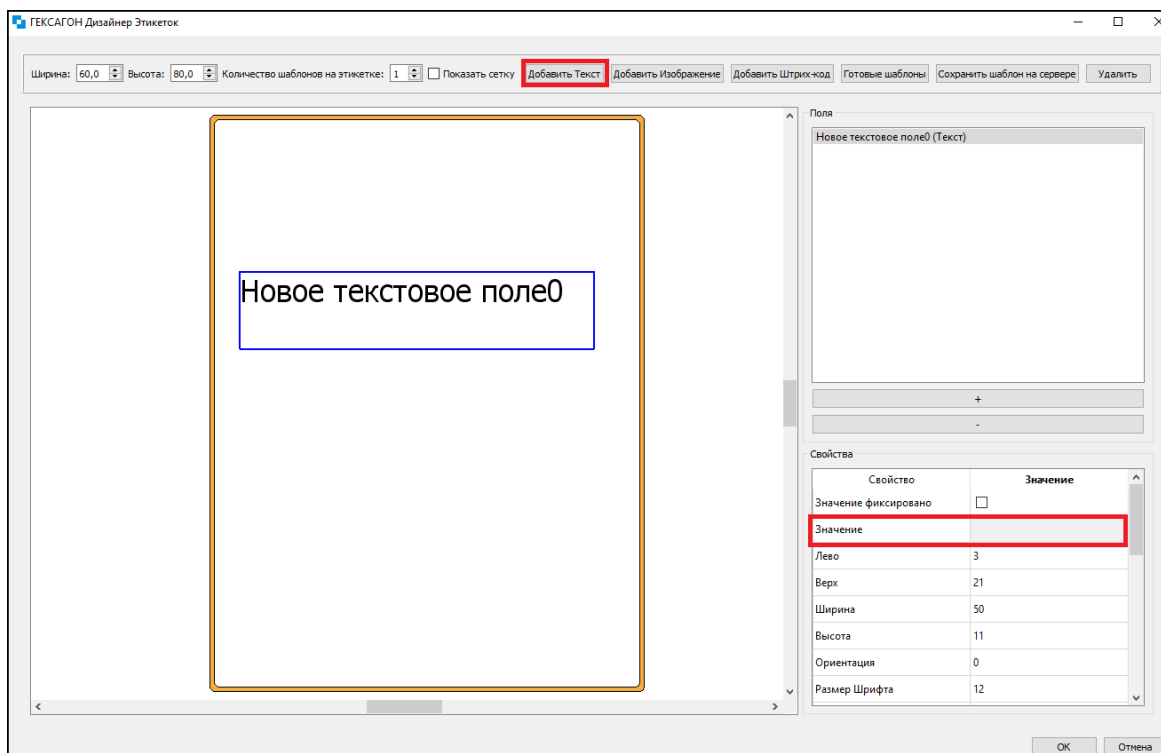 ГЕКСАГОН Дизайнер Этикеток
Ширина: 60,0 Высота: 80,0 Количество шаблонов на этикетке: 1 Показать сетку Добавить Текст Добавить Изображение Добавить Штрих-код Готовые шаблоны Сохранить шаблон на сервере Удалить
Новое текстовое поле0
Поля
Новое текстовое поле0 (Текст)
+
-
Свойства
Свойство Значение
Значение фиксировано
Значение
Лево 3
Верх 21
Ширина 50
Высота 11
Ориентация 0
Размер Шрифта 12
OK Отмена